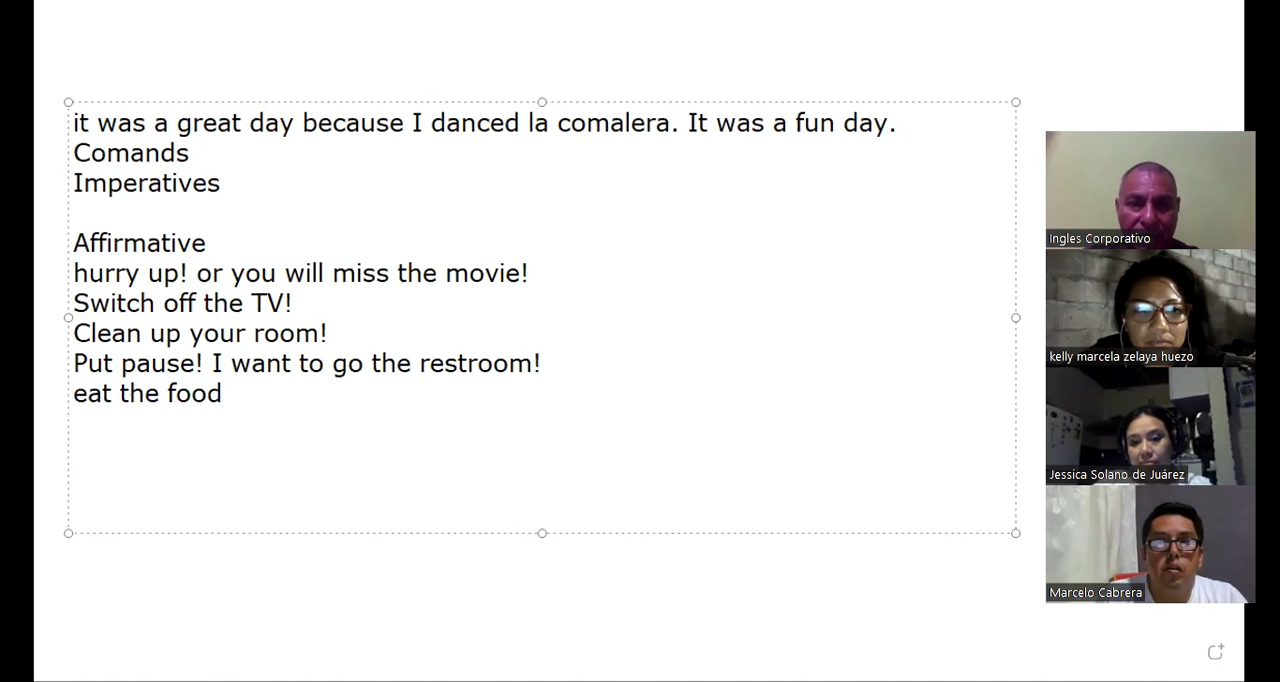 it was a great day because I danced la comalera. It was a fun day.
Comands
Imperatives
Affirmative
hurry up! or you will miss the movie!
Switch off the TV!
Clean up your room!
Put pause! I want to go the restroom!
eat the food
Ingles Corporativo
kelly marcela zelaya huezo
Jessica Solano de Juárez
Marcelo Cabrera